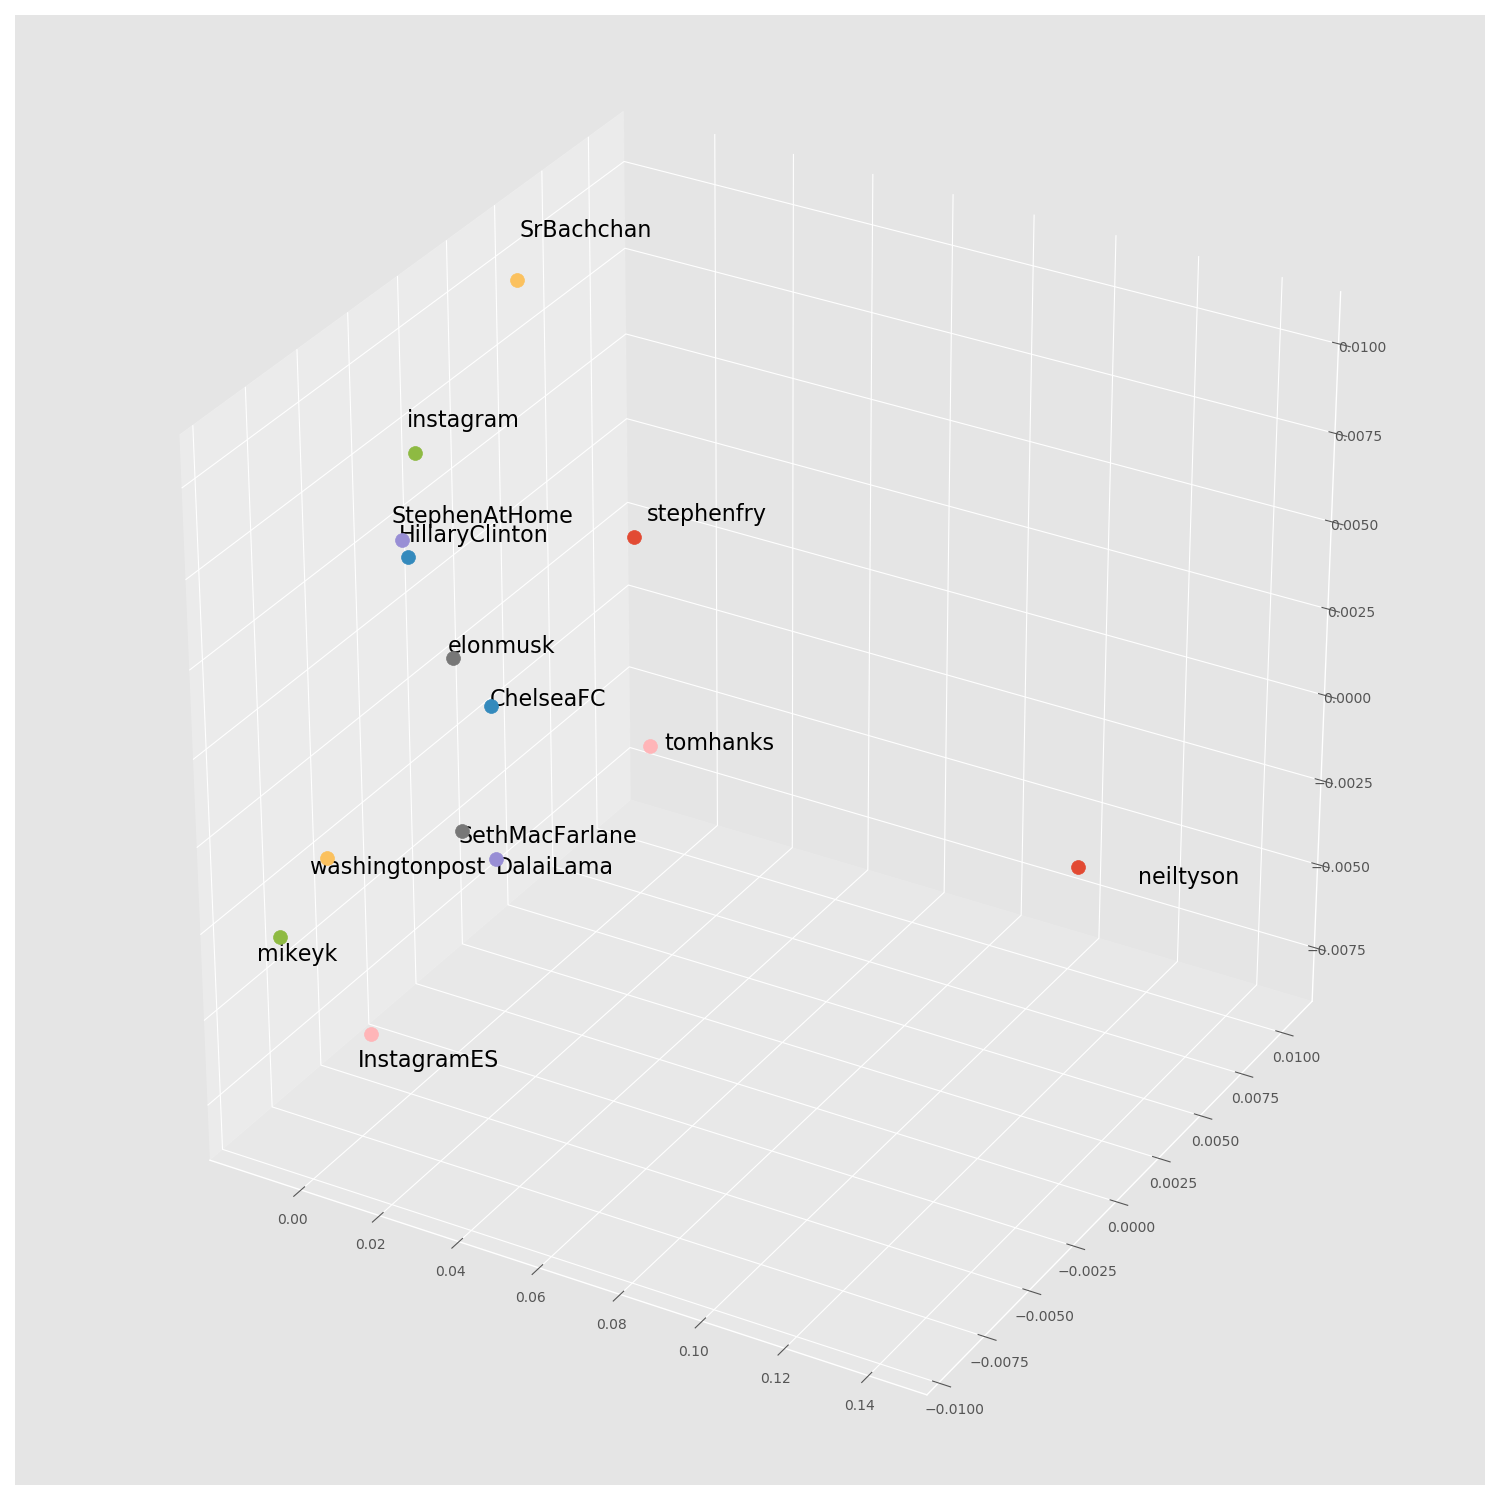 SrBachchan
0.0100
instagram
0.0075
stephenfry
StephenAtHome
0.0050
HillaryClinton
0.0025
elonmusk
ChelseaFC
0.0000
tomhanks
−0.0025
SethMacFarlane
washingtonpost
DalaiLama
−0.0050
neiltyson
mikeyk
−0.0075
InstagramES
0.0100
0.0075
0.0050
0.0025
0.0000
−0.0025
−0.0050
−0.0075
−0.0100
0.00
0.02
0.04
0.06
0.08
0.10
0.12
0.14